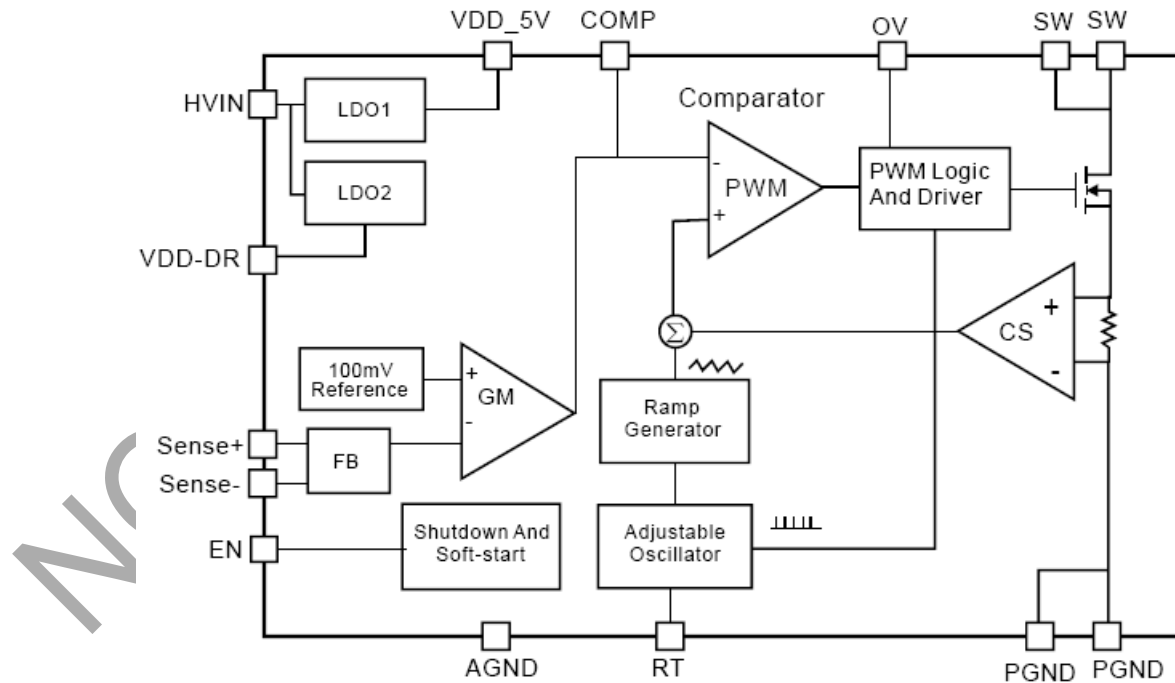 VDD_5V
COMP
OV
SW
SW
HVIN
LDO1
Comparator
LDO2
-
PWM
+
PWM Logic
And Driver
VDD-DR
+
CS
-
Σ
100mV
Reference
+
GM
-
Ramp
Generator
Sense+
FB
Sense-
Shutdown And
Soft-start
Adjustable
Oscillator
EN
AGND
RT
PGND
PGND